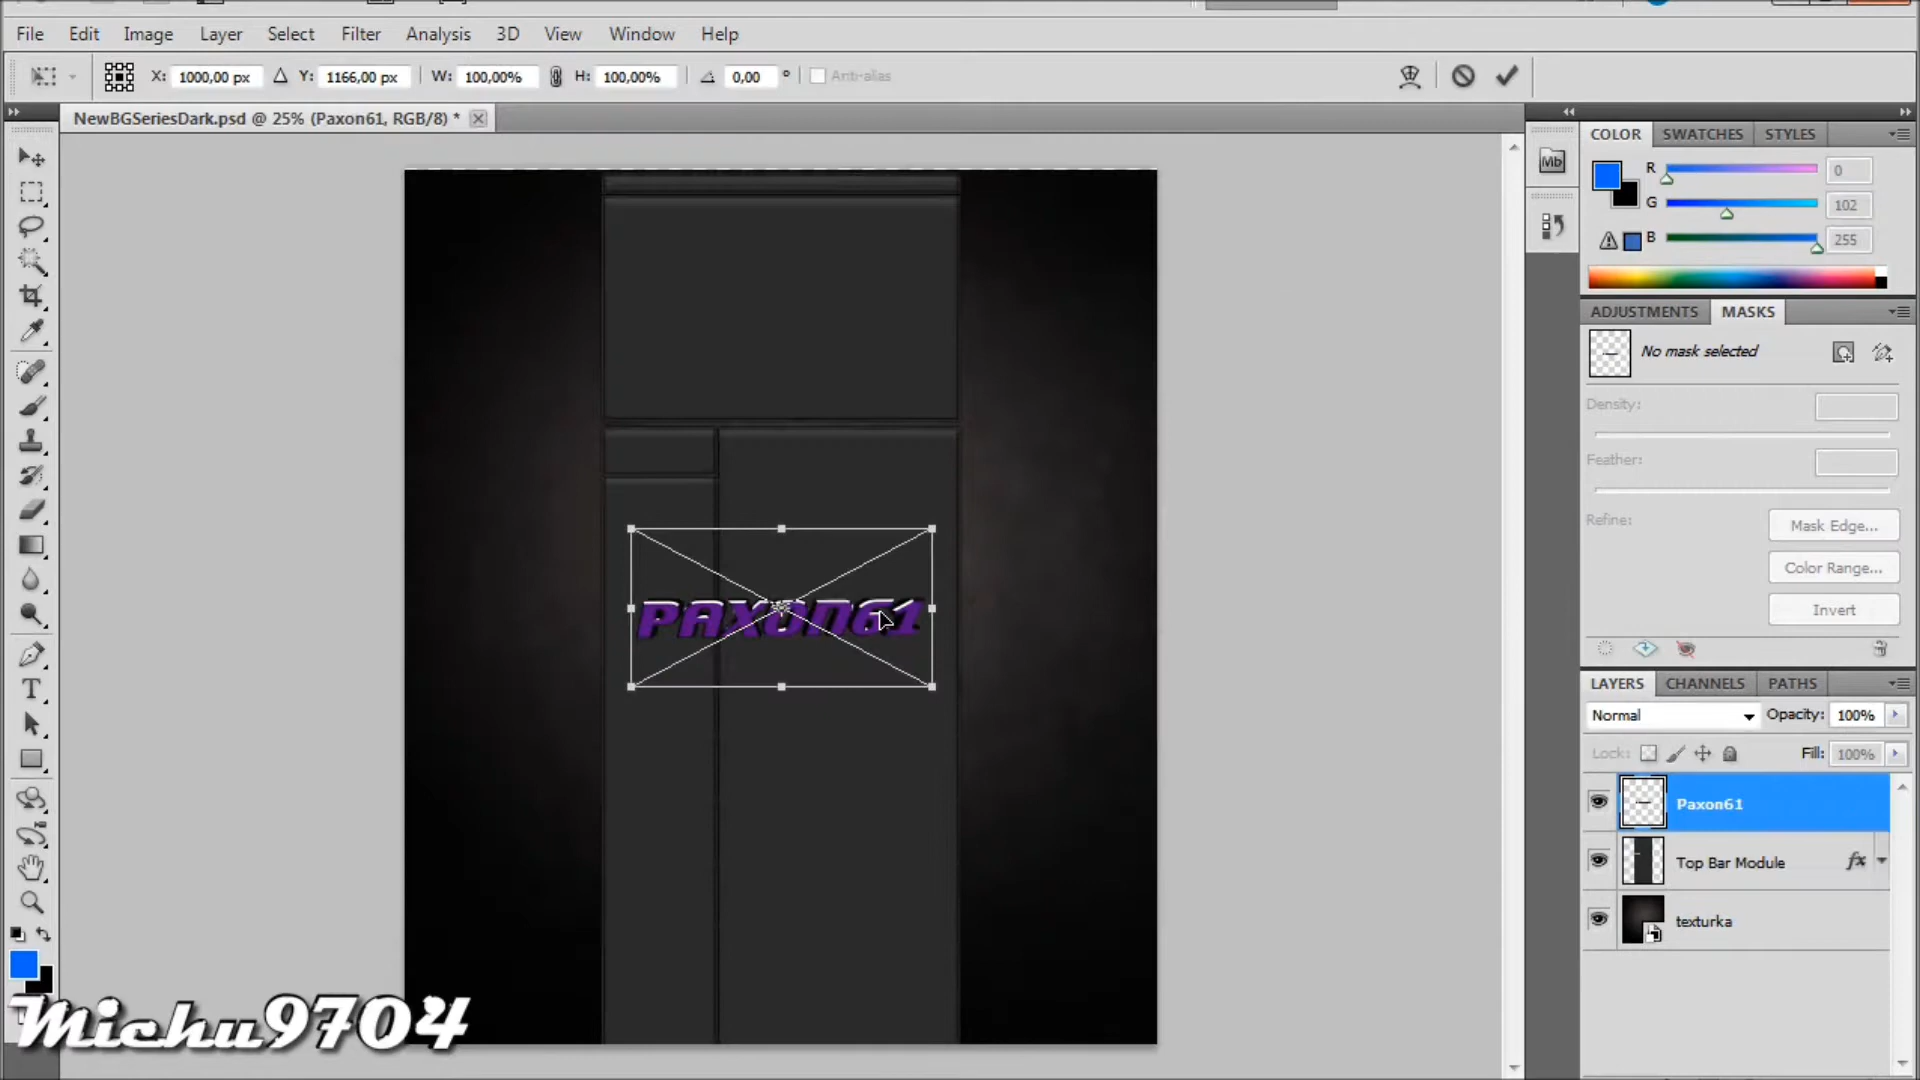 File Edit Image Layer Select Filter Analysis 3D View Window Help
X: 1000,00 px Y: 1166,00 px W: 100,00% H: 100,00% 0,00 ° Anti-alias
NewBGSeriesDark.psd @ 25% (Paxon61, RGB/8) *
COLOR SWATCHES STYLES
Mb
R 0
G 102
B 255
ADJUSTMENTS MASKS
No mask selected
Density:
Feather:
Refine:
Mask Edge...
Color Range...
Invert
PAXON61
LAYERS CHANNELS PATHS
Normal Opacity: 100%
Lock: Fill: 100%
Paxon61
Top Bar Module fx
texturka
Michu9704